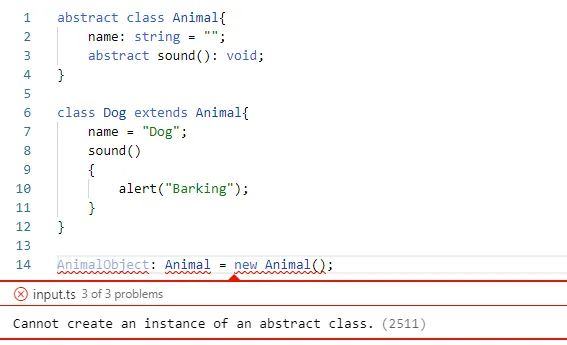 1 abstract class Animal{
2 name: string = "";
3 abstract sound(): void;
4 }
5
6 class Dog extends Animal{
7 name = "Dog";
8 sound()
9 {
10 alert("Barking");
11 }
12 }
13
14 AnimalObject: Animal = new Animal();
input.ts 3 of 3 problems
Cannot create an instance of an abstract class. (2511)